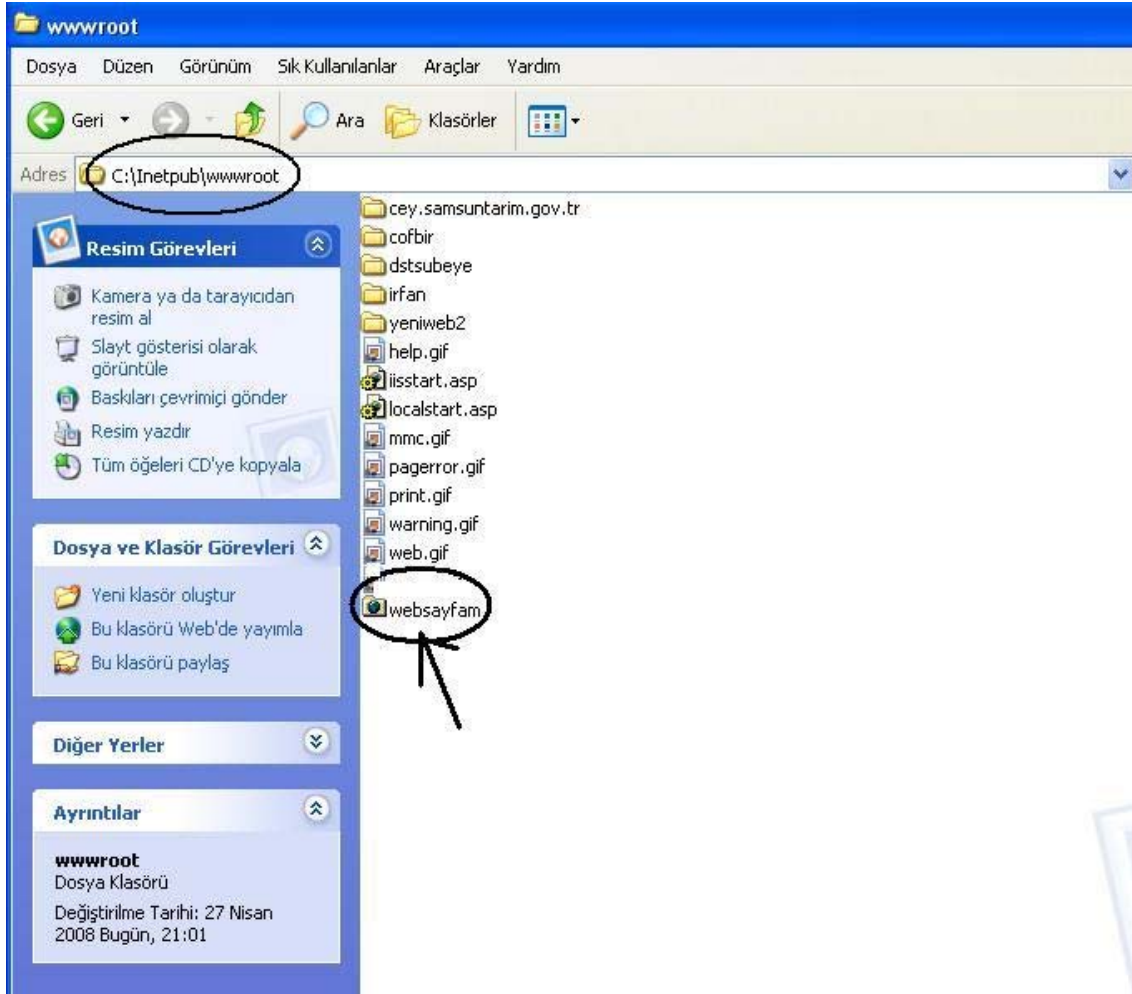 wwwroot
Dosya Düzen Görünüm Sık Kullanılanlar Araçlar Yardım
Geri Ara Klasörler
Adres C:\Inetpub\wwwroot
Resim Görevleri
Kamera ya da tarayıcıdan
resim al
Slayt gösterisi olarak
görüntüle
Baskıları çevrimiçi gönder
Resim yazdır
Tüm öğeleri CD'ye kopyala
Dosya ve Klasör Görevleri
Yeni klasör oluştur
Bu klasörü Web'de yayımla
Bu klasörü paylaş
Diğer Yerler
Ayrıntılar
wwwroot
Dosya Klasörü
Değiştirilme Tarihi: 27 Nisan
2008 Bugün, 21:01
cey.samsuntarim.gov.tr
cofbir
dstsubeye
irfan
yeniweb2
help.gif
iisstart.asp
localstart.asp
mmc.gif
pagerror.gif
print.gif
warning.gif
web.gif
websayfam